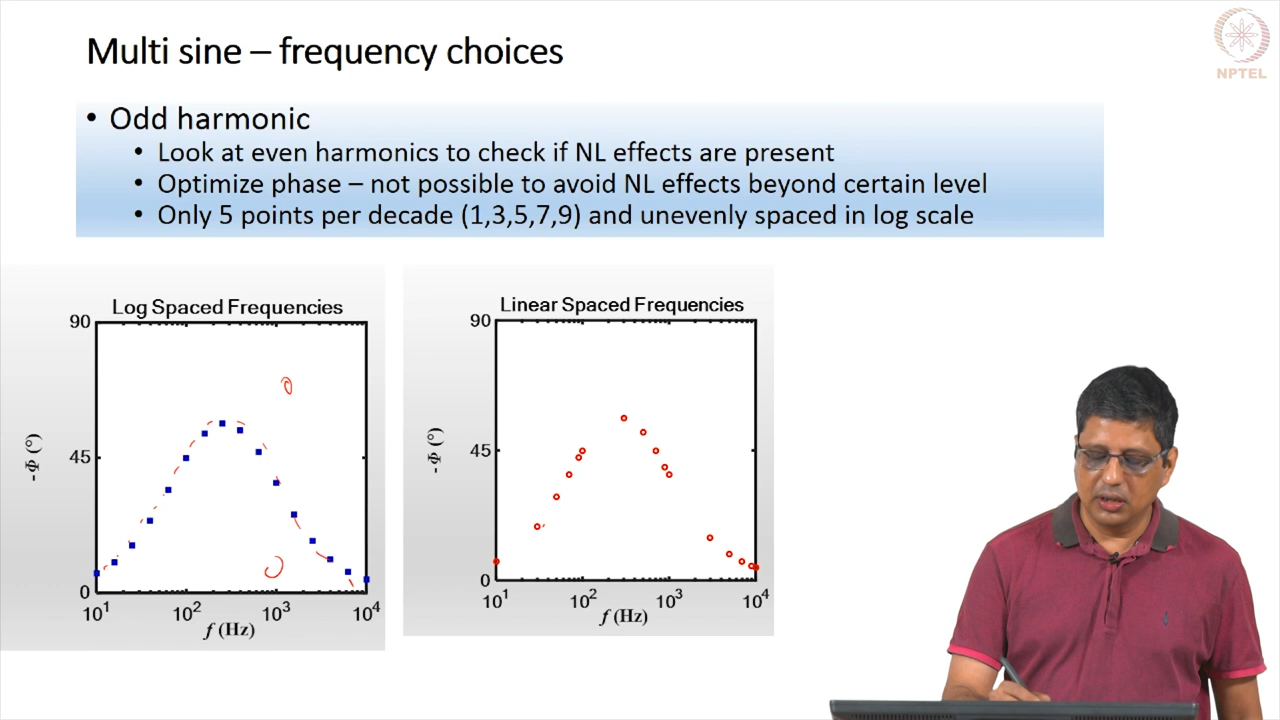 Multi sine – frequency choices
NPTEL
• Odd harmonic
• Look at even harmonics to check if NL effects are present
• Optimize phase – not possible to avoid NL effects beyond certain level
• Only 5 points per decade (1,3,5,7,9) and unevenly spaced in log scale
Log Spaced Frequencies
90
45
0
-Φ (°)
10¹ 10² 10³ 10⁴
f (Hz)
Linear Spaced Frequencies
90
45
0
-Φ (°)
10¹ 10² 10³ 10⁴
f (Hz)